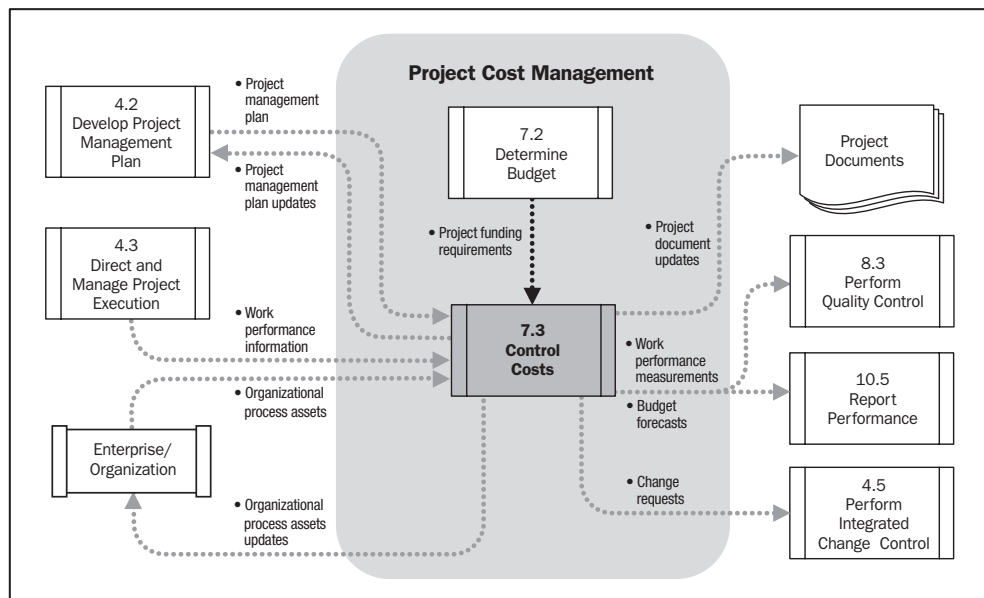 Project Cost Management
4.2
Develop Project
Management
Plan
• Project
management
plan
• Project
management
plan updates
7.2
Determine
Budget
Project
Documents
• Project funding
requirements
• Project
document
updates
4.3
Direct and
Manage Project
Execution
8.3
Perform
Quality Control
• Work
performance
information
7.3
Control
Costs
• Work
performance
measurements
• Budget
forecasts
10.5
Report
Performance
• Organizational
process assets
Enterprise/
Organization
• Organizational
process assets
updates
• Change
requests
4.5
Perform
Integrated
Change Control